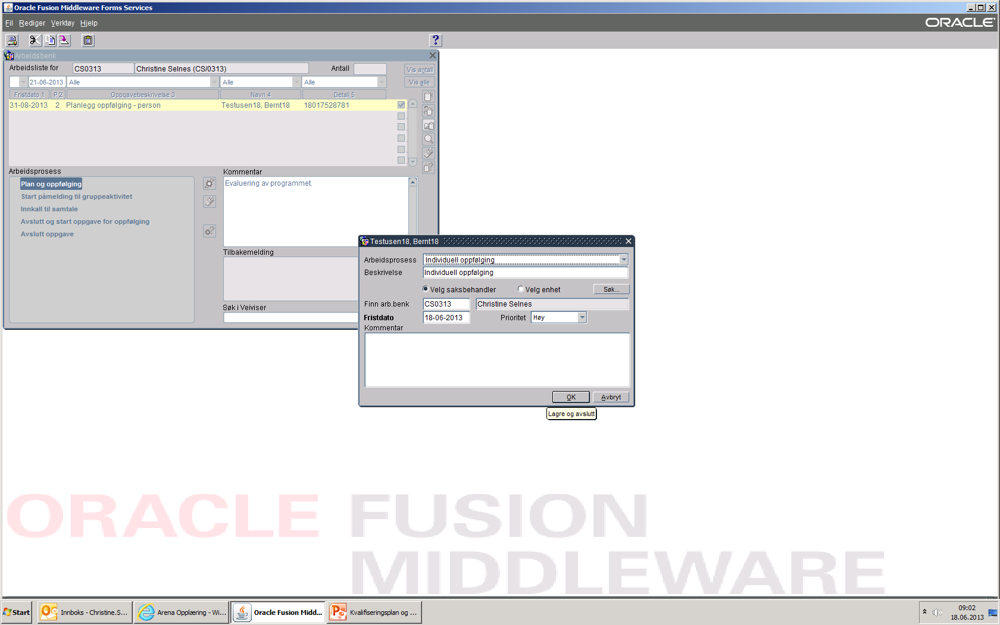 Oracle Fusion Middleware Forms Services
Fil Rediger Verktøy Hjelp
ORACLE
?
Arbeidsbenk
Arbeidsliste for CS0313 Christine Selnes (CS/0313) Antall Vis antall
21-06-2013 Alle Alle Alle Vis alle
Fristdato 1 P 2 Oppgavebeskrivelse 3 Navn 4 Detalj 5
31-08-2013 2 Planlegg oppfølging - person Testusen18, Bernt18 18017528781
Arbeidsprosess
Plan og oppfølging
Start påmelding til gruppeaktivitet
Innkall til samtale
Avslutt og start oppgave for oppfølging
Avslutt oppgave
Kommentar
Evaluering av programmet.
Tilbakemelding
Søk i Veiviser
Testusen18, Bernt18
Arbeidsprosess Individuell oppfølging
Beskrivelse Individuell oppfølging
Velg saksbehandler Velg enhet Søk...
Finn arb.benk CS0313 Christine Selnes
Fristdato 18-06-2013 Prioritet Høy
Kommentar
OK Avbryt
Lagre og avslutt
ORACLE FUSION
MIDDLEWARE
Start Innboks - Christine.S... Arena Opplæring - Wi... Oracle Fusion Midd... Kvalifiseringsplan og ... 09:02
18.06.2013